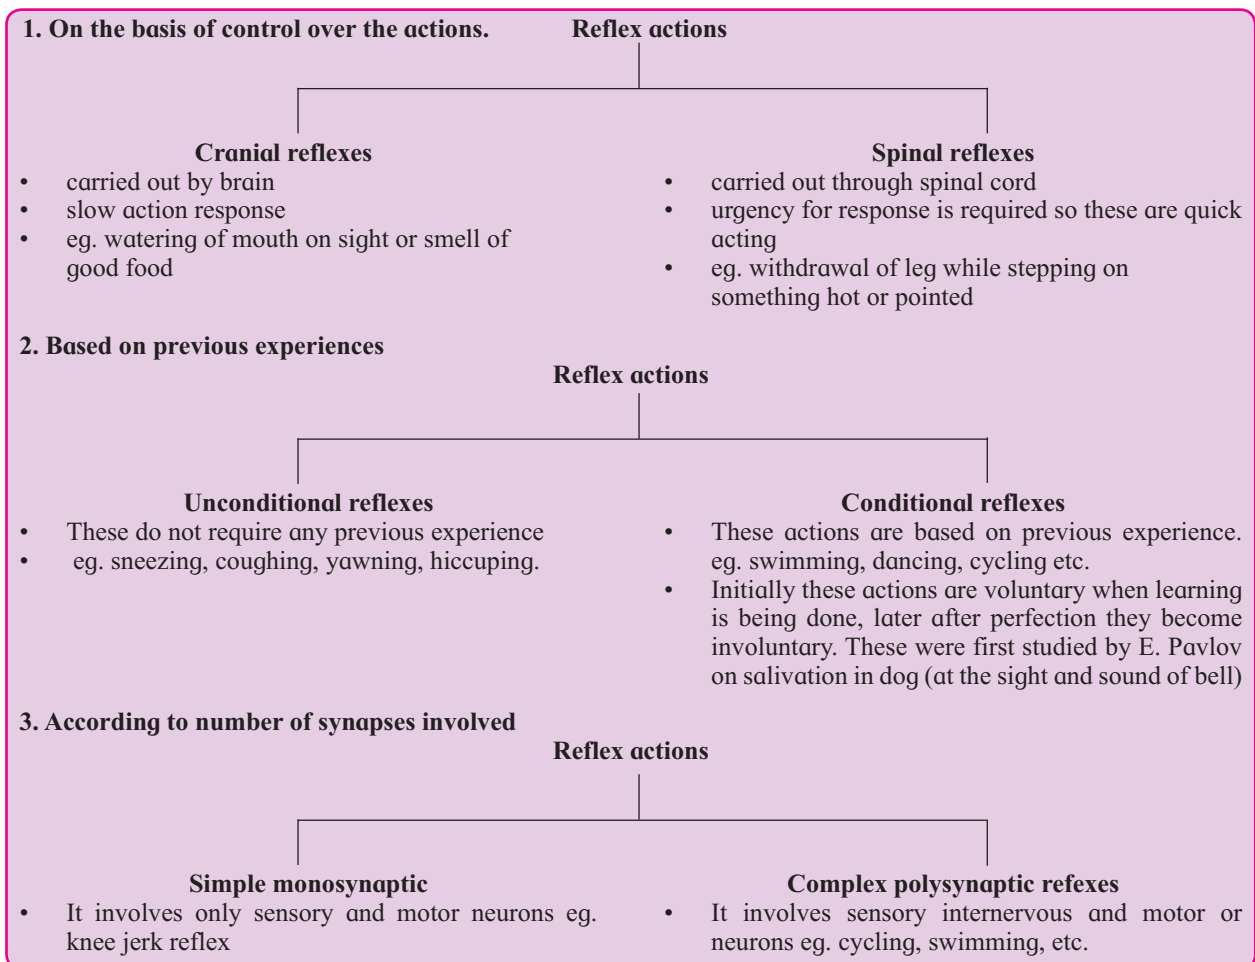 1. On the basis of control over the actions. Reflex actions
Cranial reflexes
• carried out by brain
• slow action response
• eg. watering of mouth on sight or smell of
good food
Spinal reflexes
• carried out through spinal cord
• urgency for response is required so these are quick
acting
• eg. withdrawal of leg while stepping on
something hot or pointed
2. Based on previous experiences
Reflex actions
Unconditional reflexes
• These do not require any previous experience
• eg. sneezing, coughing, yawning, hiccuping.
Conditional reflexes
• These actions are based on previous experience.
eg. swimming, dancing, cycling etc.
• Initially these actions are voluntary when learning
is being done, later after perfection they become
involuntary. These were first studied by E. Pavlov
on salivation in dog (at the sight and sound of bell)
3. According to number of synapses involved
Reflex actions
Simple monosynaptic
• It involves only sensory and motor neurons eg.
knee jerk reflex
Complex polysynaptic refexes
• It involves sensory internervous and motor or
neurons eg. cycling, swimming, etc.